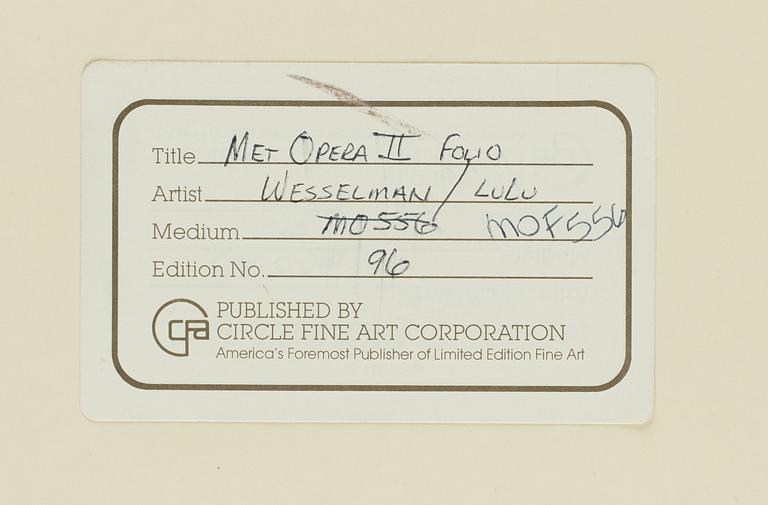 Title MET OPERA II FOLIO
Artist WESSELMAN / LULU
Medium MO556 MOF556
Edition No. 96
cfa PUBLISHED BY
CIRCLE FINE ART CORPORATION
America's Foremost Publisher of Limited Edition Fine Art